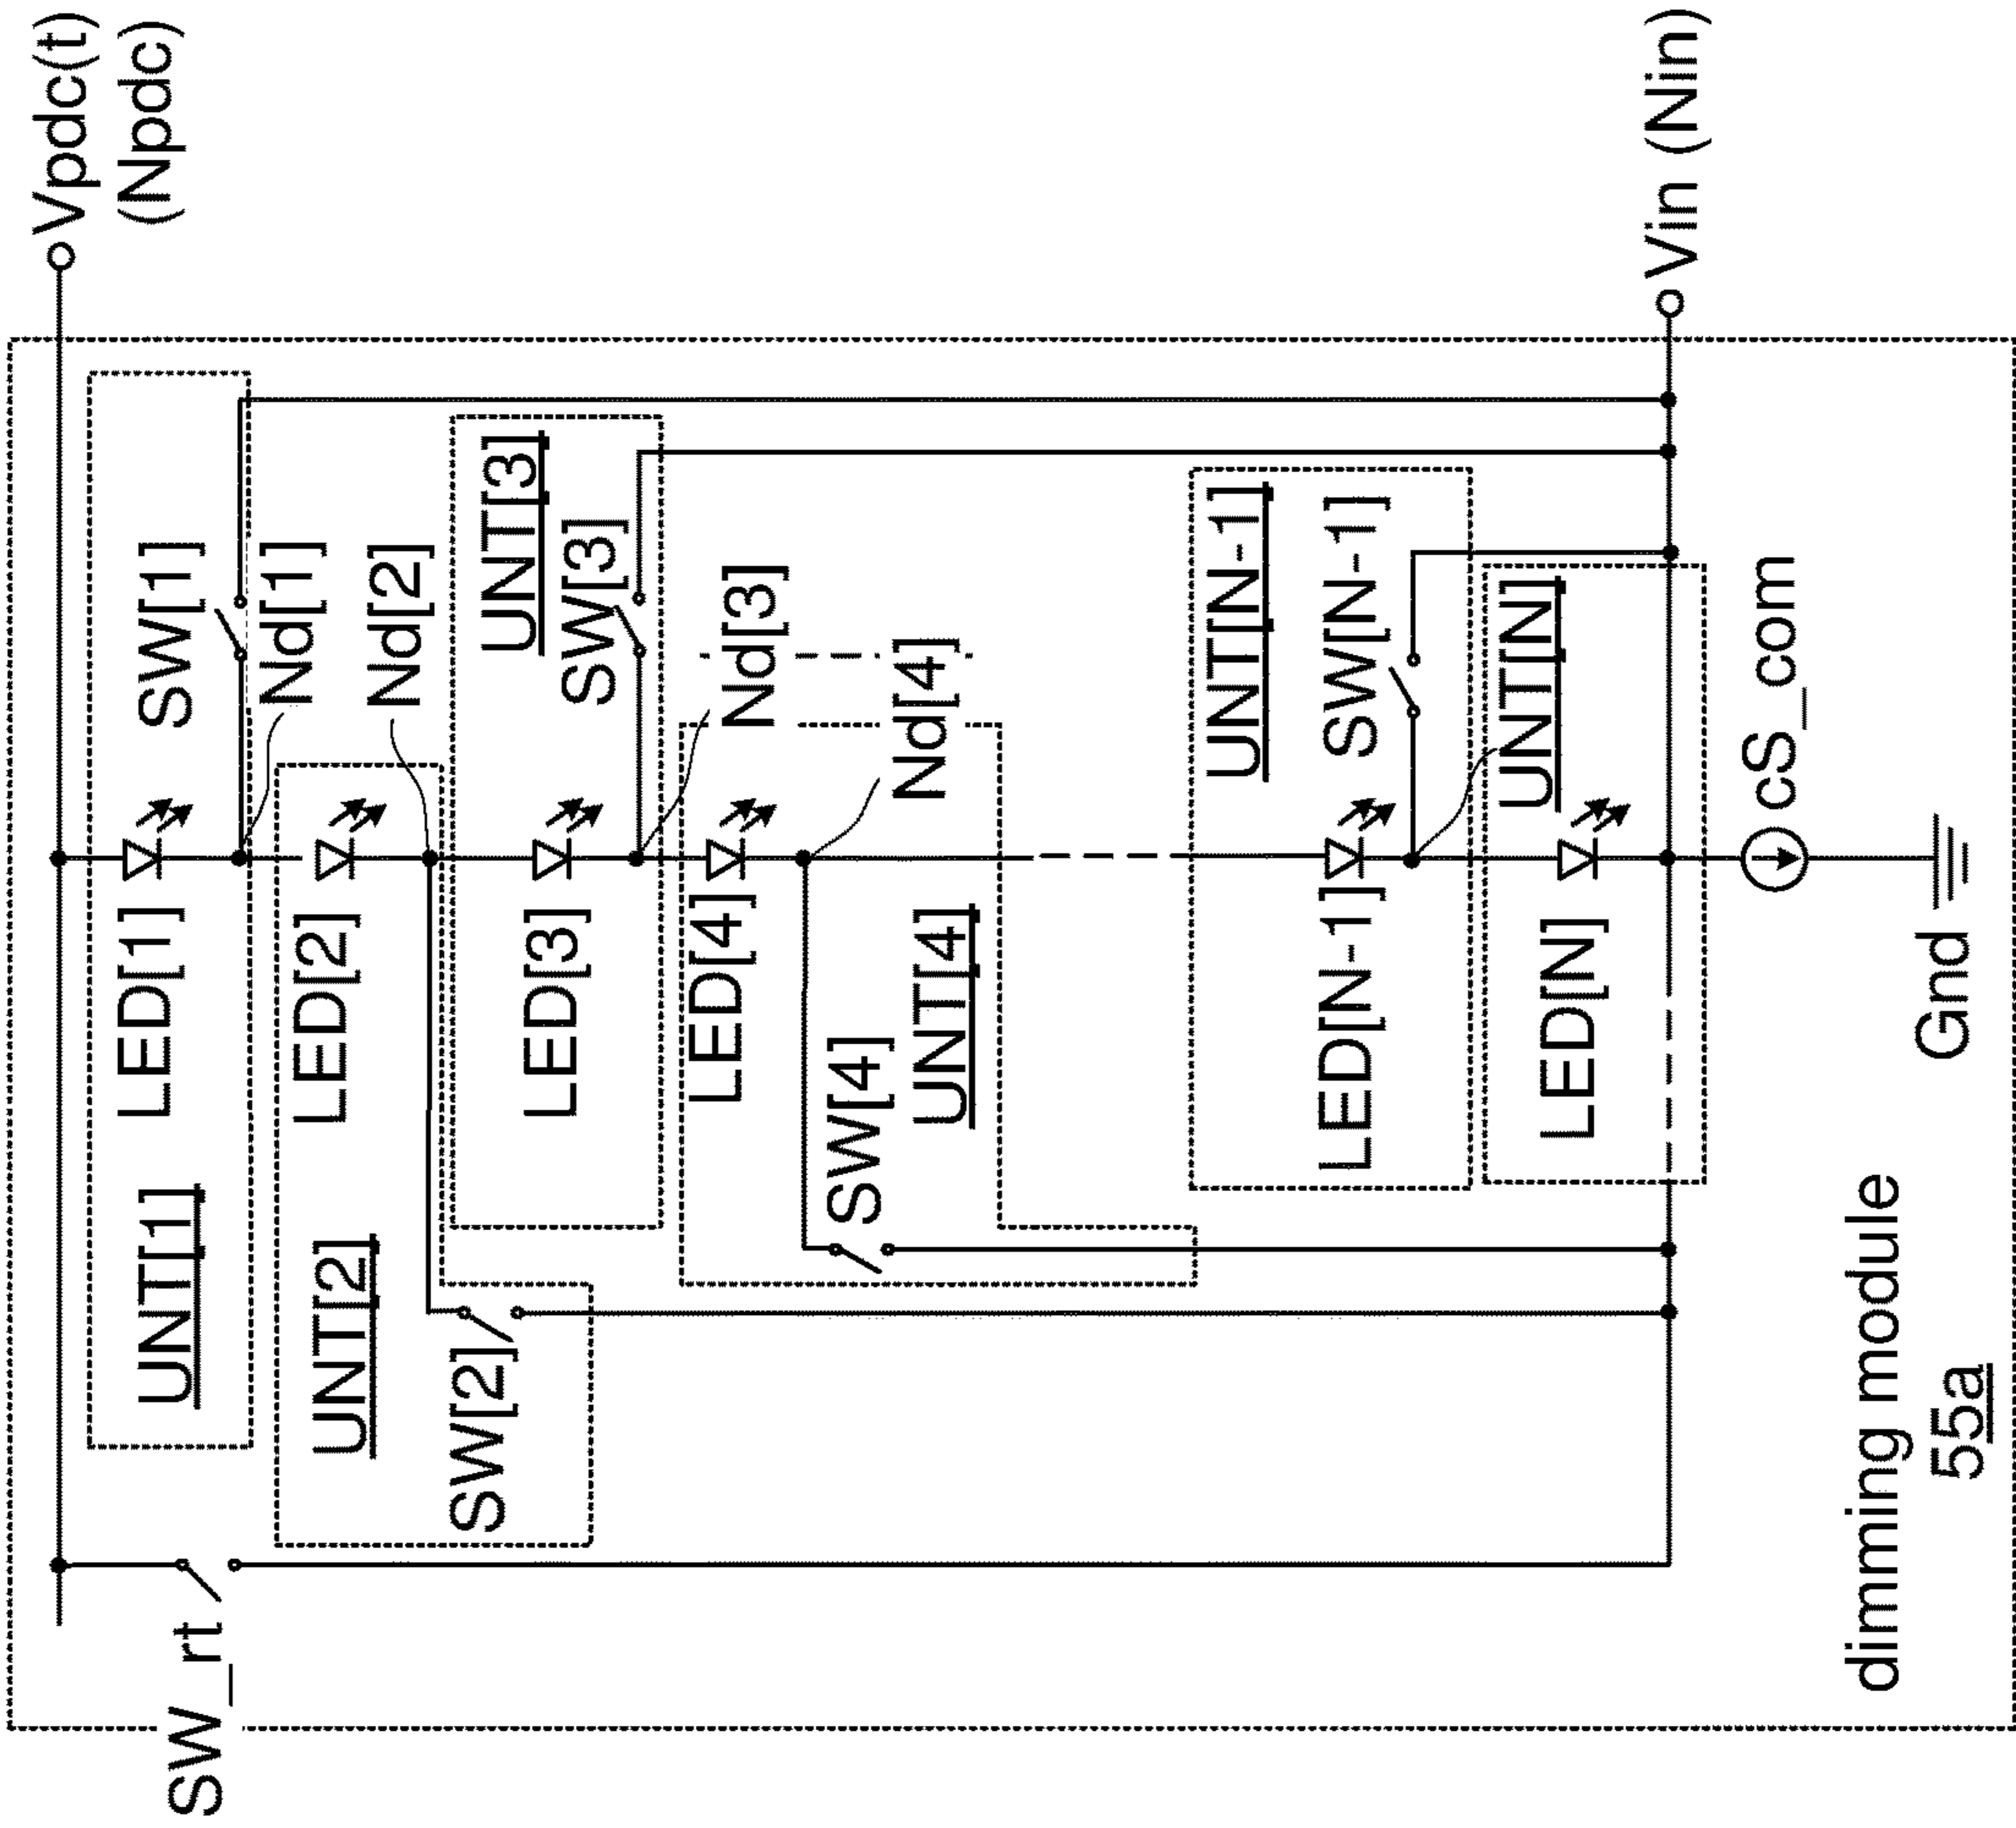 Vpdc(t)
(Npdc)
SW_rt
UNT[1]
LED[1]
SW[1]
Nd[1]
UNT[2]
LED[2]
Nd[2]
SW[2]
LED[3]
UNT[3]
SW[3]
Nd[3]
LED[4]
SW[4]
UNT[4]
Nd[4]
UNT[N-1]
LED[N-1]
SW[N-1]
UNT[N]
LED[N]
Vin (Nin)
cS_com
Gnd
dimming module
55a